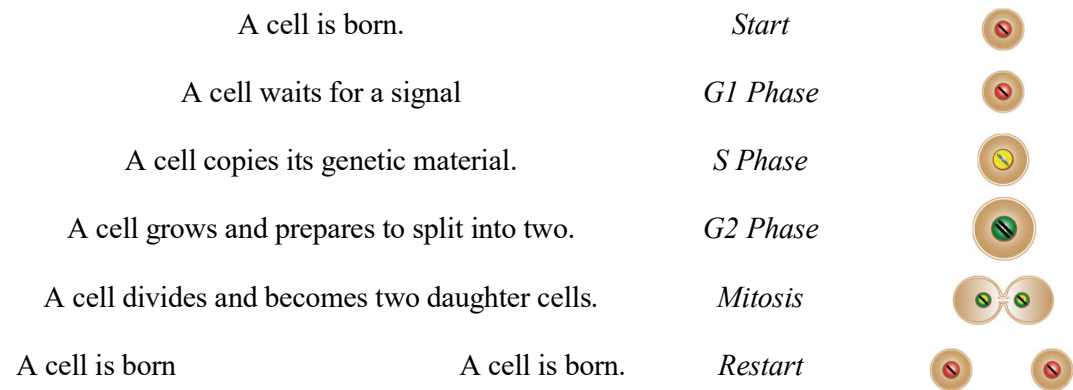 A cell is born. Start
A cell waits for a signal G1 Phase
A cell copies its genetic material. S Phase
A cell grows and prepares to split into two. G2 Phase
A cell divides and becomes two daughter cells. Mitosis
A cell is born A cell is born. Restart